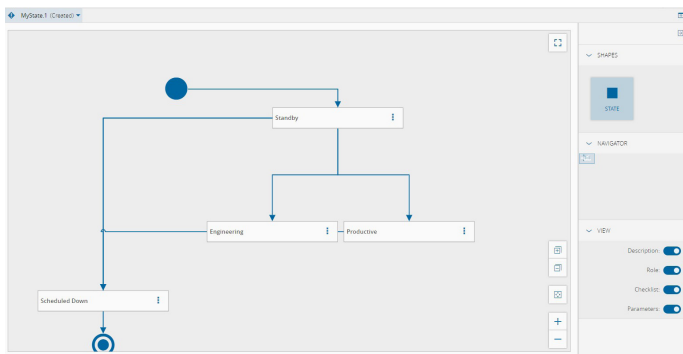 MyState.1 (Created)
SHAPES
STATE
Standby
NAVIGATOR
Engineering
Productive
VIEW
Description:
Role:
Checklist:
Parameters:
Scheduled Down